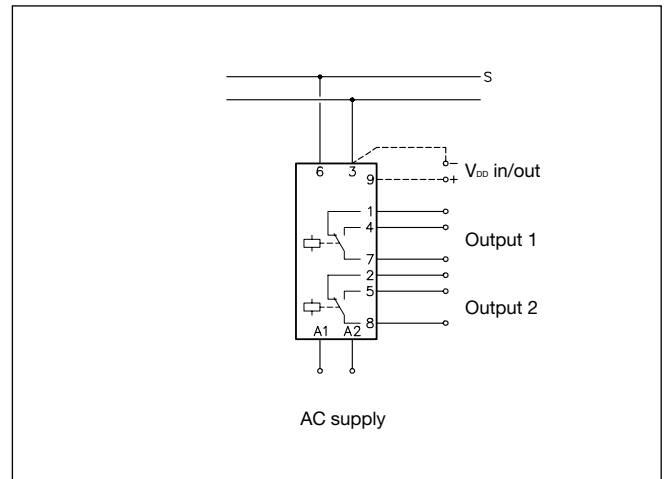 S
6 3
9
− V_DD in/out
+
1
4
Output 1
7
2
5
Output 2
8
A1 A2
AC supply